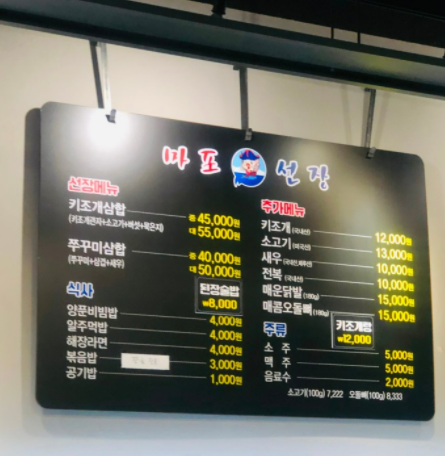 마포 선장
선장메뉴
키조개삼합 중 45,000원
(키조개관자+소고기+버섯+묵은지) 대 55,000원
쭈꾸미삼합 중 40,000원
(쭈꾸미+삼겹+새우) 대 50,000원
식사
된장술밥
₩8,000
양푼비빔밥 4,000원
알주먹밥 4,000원
해장라면 4,000원
볶음밥 3,000원
공기밥 1,000원
추가메뉴
키조개 (국내산) 12,000원
소고기 13,000원
새우 10,000원
전복 (국내산) 10,000원
매운닭발 (180g) 15,000원
매콤오돌뼈 (180g) 15,000원
주류
키조개탕
₩12,000
소주 5,000원
맥주 5,000원
음료수 2,000원
소고기(100g) 7,222 오돌뼈(100g) 8,333